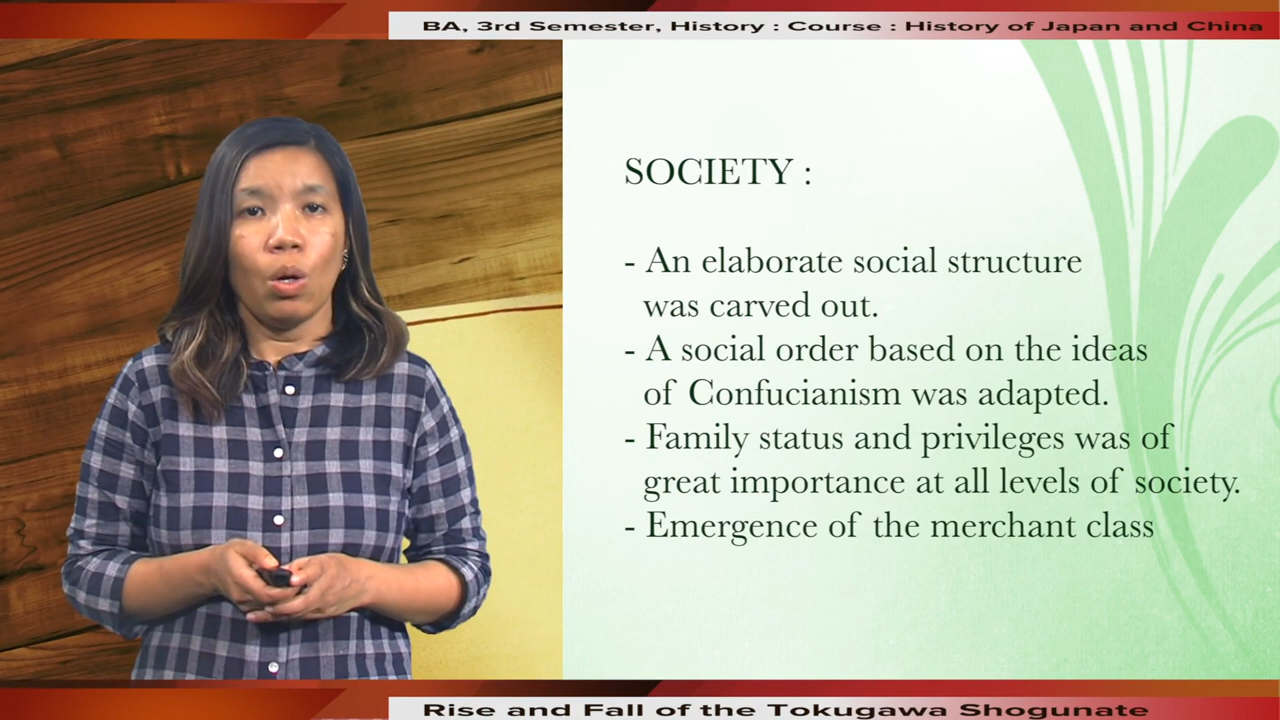 BA, 3rd Semester, History : Course : History of Japan and China
SOCIETY :
- An elaborate social structure
was carved out.
- A social order based on the ideas
of Confucianism was adapted.
- Family status and privileges was of
great importance at all levels of society.
- Emergence of the merchant class
Rise and Fall of the Tokugawa Shogunate